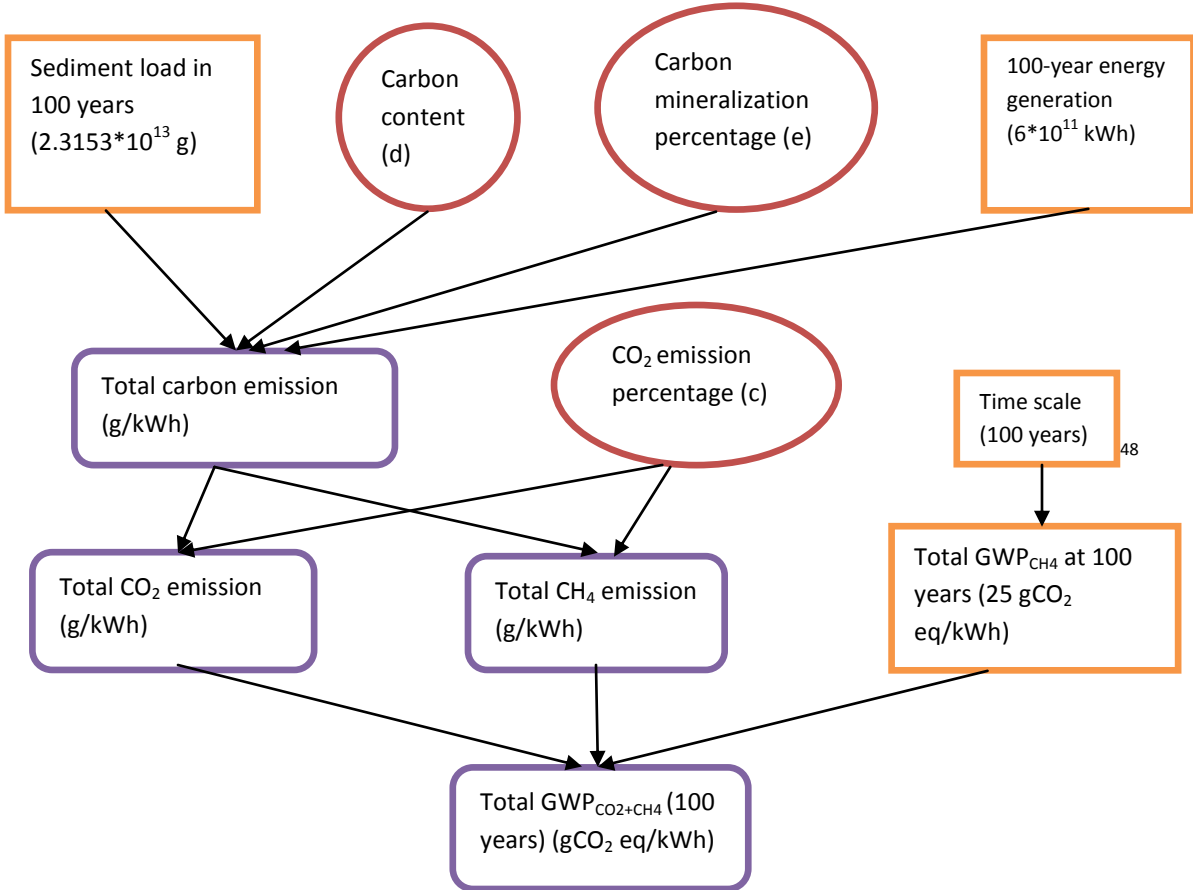 Sediment load in
100 years
(2.3153*10¹³ g)
Carbon
content
(d)
Carbon
mineralization
percentage (e)
100-year energy
generation
(6*10¹¹ kWh)
Total carbon emission
(g/kWh)
CO₂ emission
percentage (c)
Time scale
(100 years)
48
Total CO₂ emission
(g/kWh)
Total CH₄ emission
(g/kWh)
Total GWP_CH4 at 100
years (25 gCO₂
eq/kWh)
Total GWP_CO2+CH4 (100
years) (gCO₂ eq/kWh)